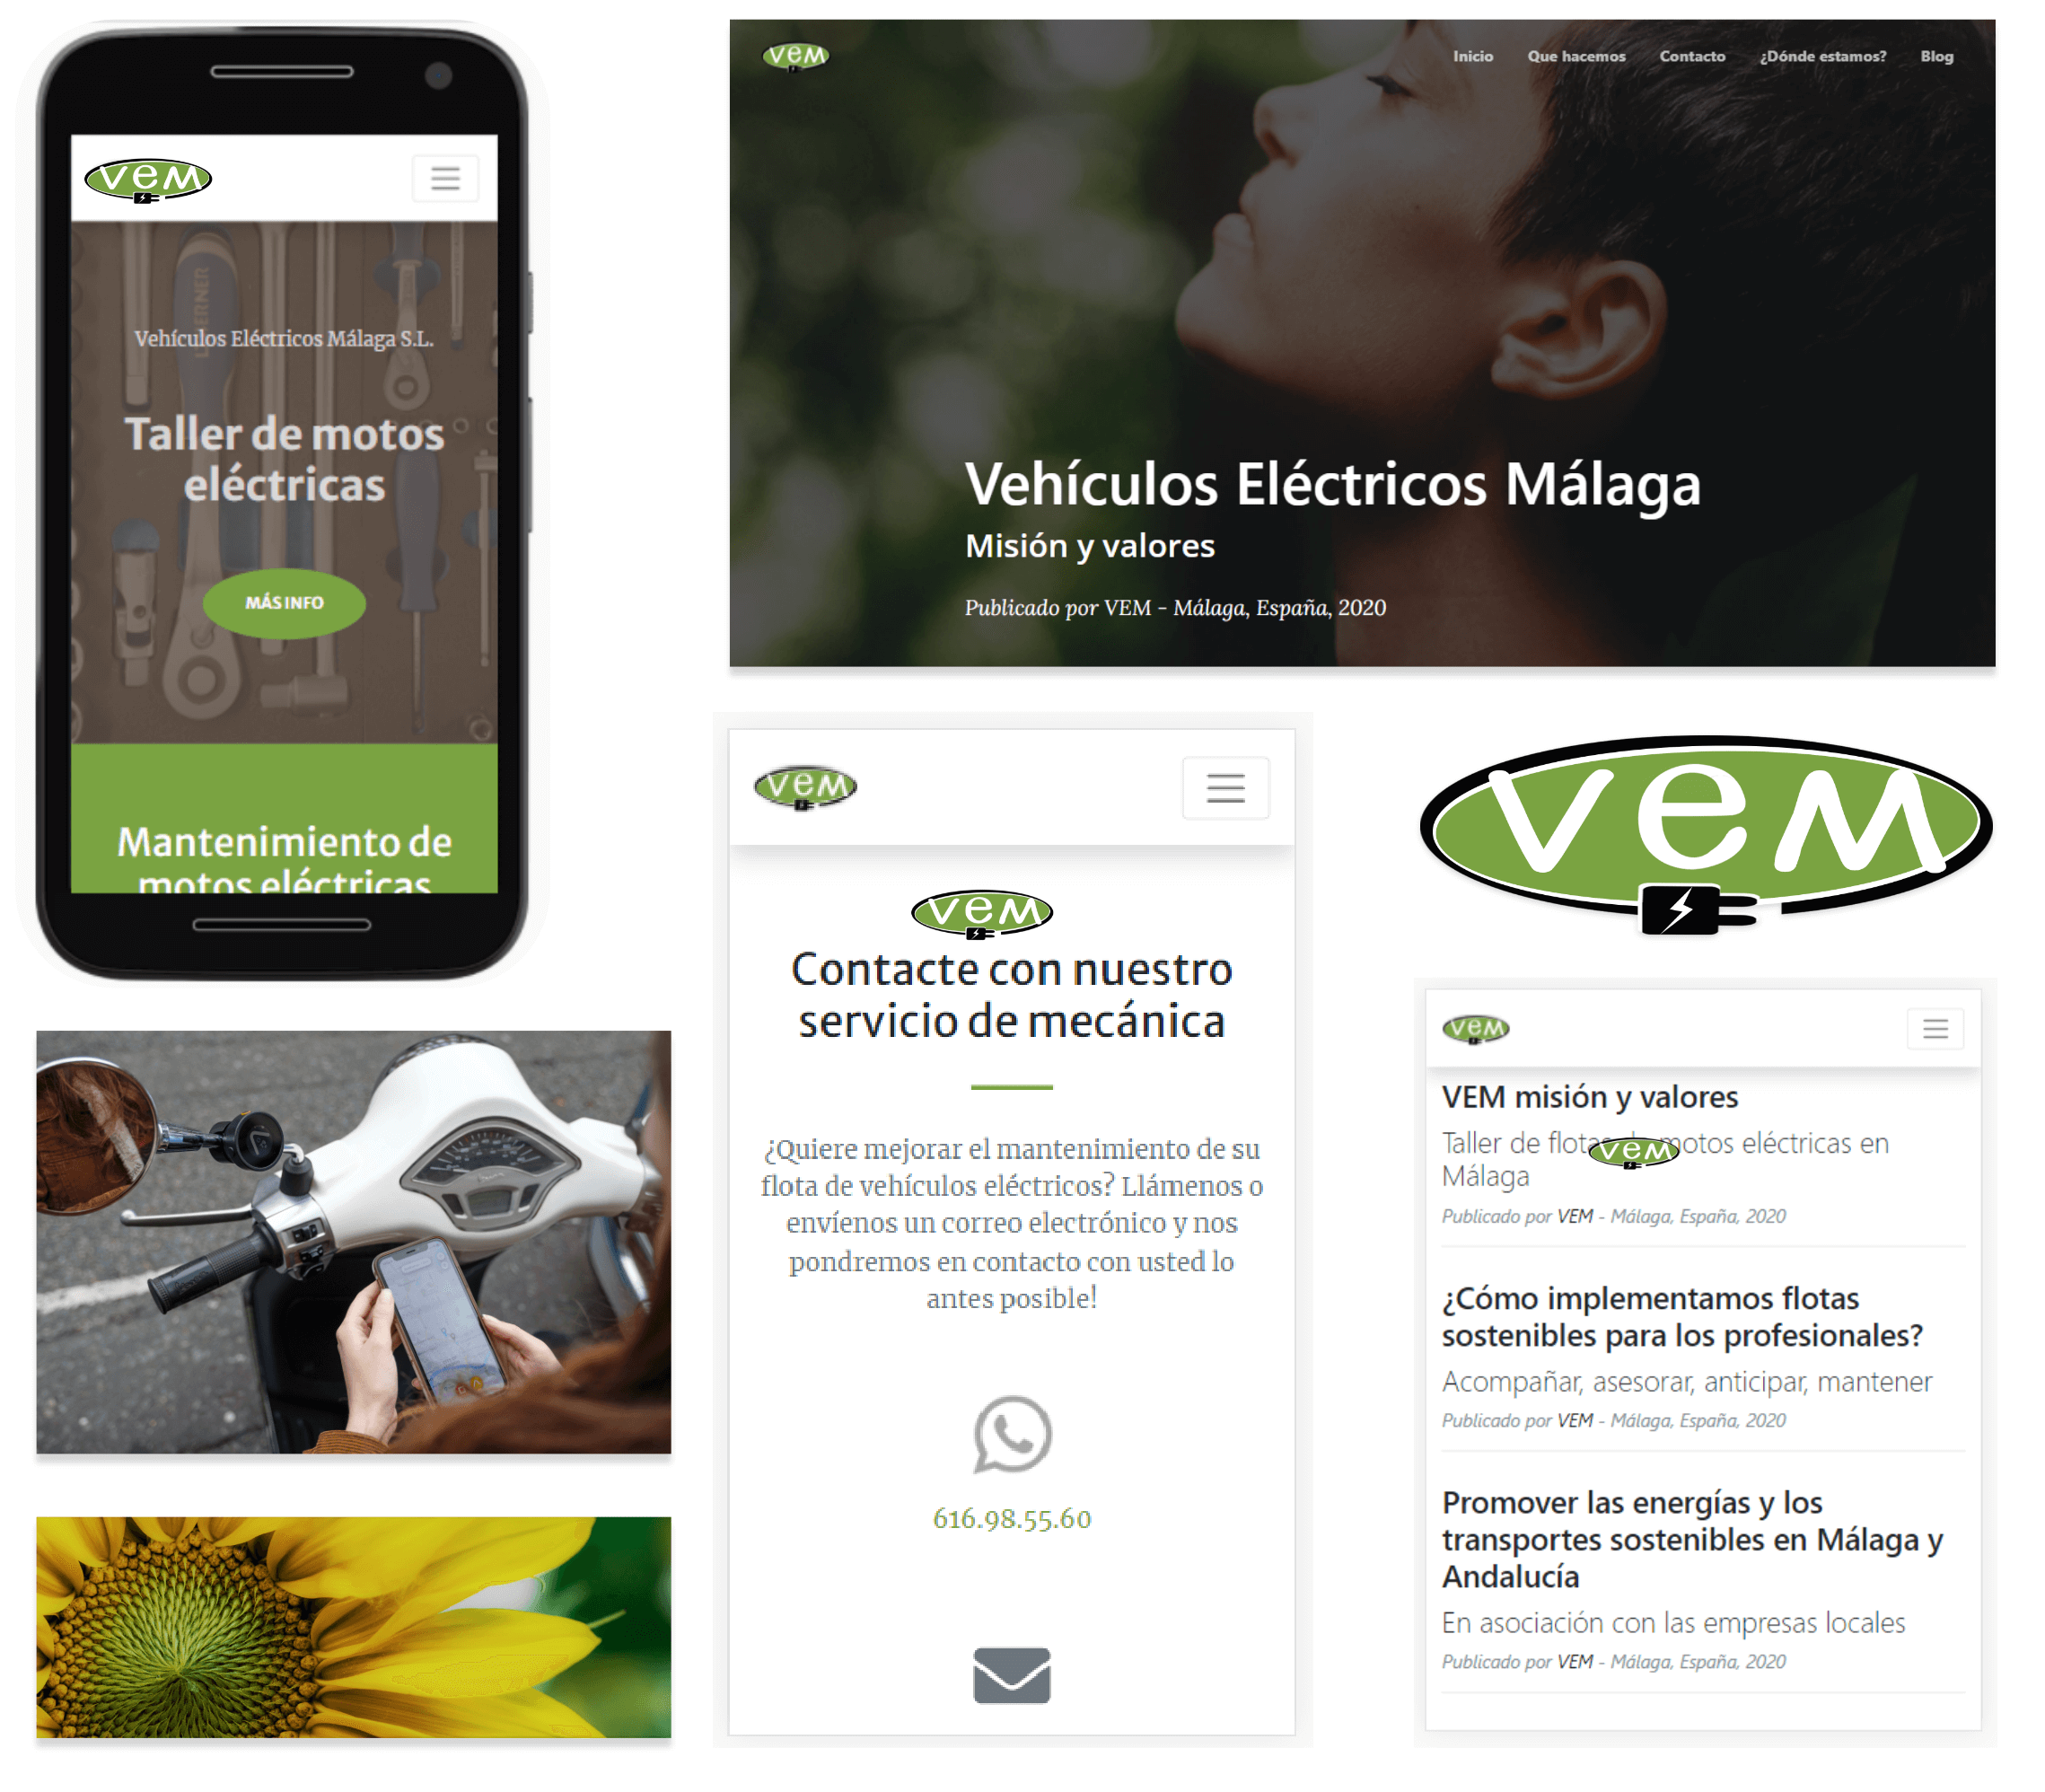 vem
Vehículos Eléctricos Málaga S.L.
Taller de motos
eléctricas
MÁS INFO
Mantenimiento de
motos eléctricas
vem
Inicio Que hacemos Contacto ¿Dónde estamos? Blog
Vehículos Eléctricos Málaga
Misión y valores
Publicado por VEM - Málaga, España, 2020
vem
vem
Contacte con nuestro
servicio de mecánica
¿Quiere mejorar el mantenimiento de su
flota de vehículos eléctricos? Llámenos o
envíenos un correo electrónico y nos
pondremos en contacto con usted lo
antes posible!
616.98.55.60
vem
vem
VEM misión y valores
Taller de flotas de motos eléctricas en
vem
Málaga
Publicado por VEM - Málaga, España, 2020
¿Cómo implementamos flotas
sostenibles para los profesionales?
Acompañar, asesorar, anticipar, mantener
Publicado por VEM - Málaga, España, 2020
Promover las energías y los
transportes sostenibles en Málaga y
Andalucía
En asociación con las empresas locales
Publicado por VEM - Málaga, España, 2020